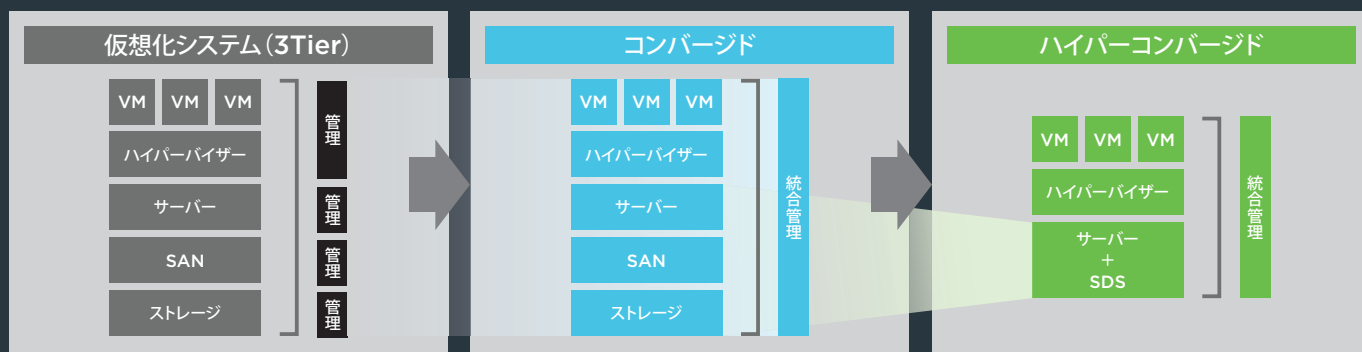 仮想化システム（3Tier）
VM VM VM
ハイパーバイザー
サーバー
SAN
ストレージ
管理
管理
管理
管理
コンバージド
VM VM VM
ハイパーバイザー
サーバー
SAN
ストレージ
統合管理
ハイパーコンバージド
VM VM VM
ハイパーバイザー
サーバー
＋
SDS
統合管理